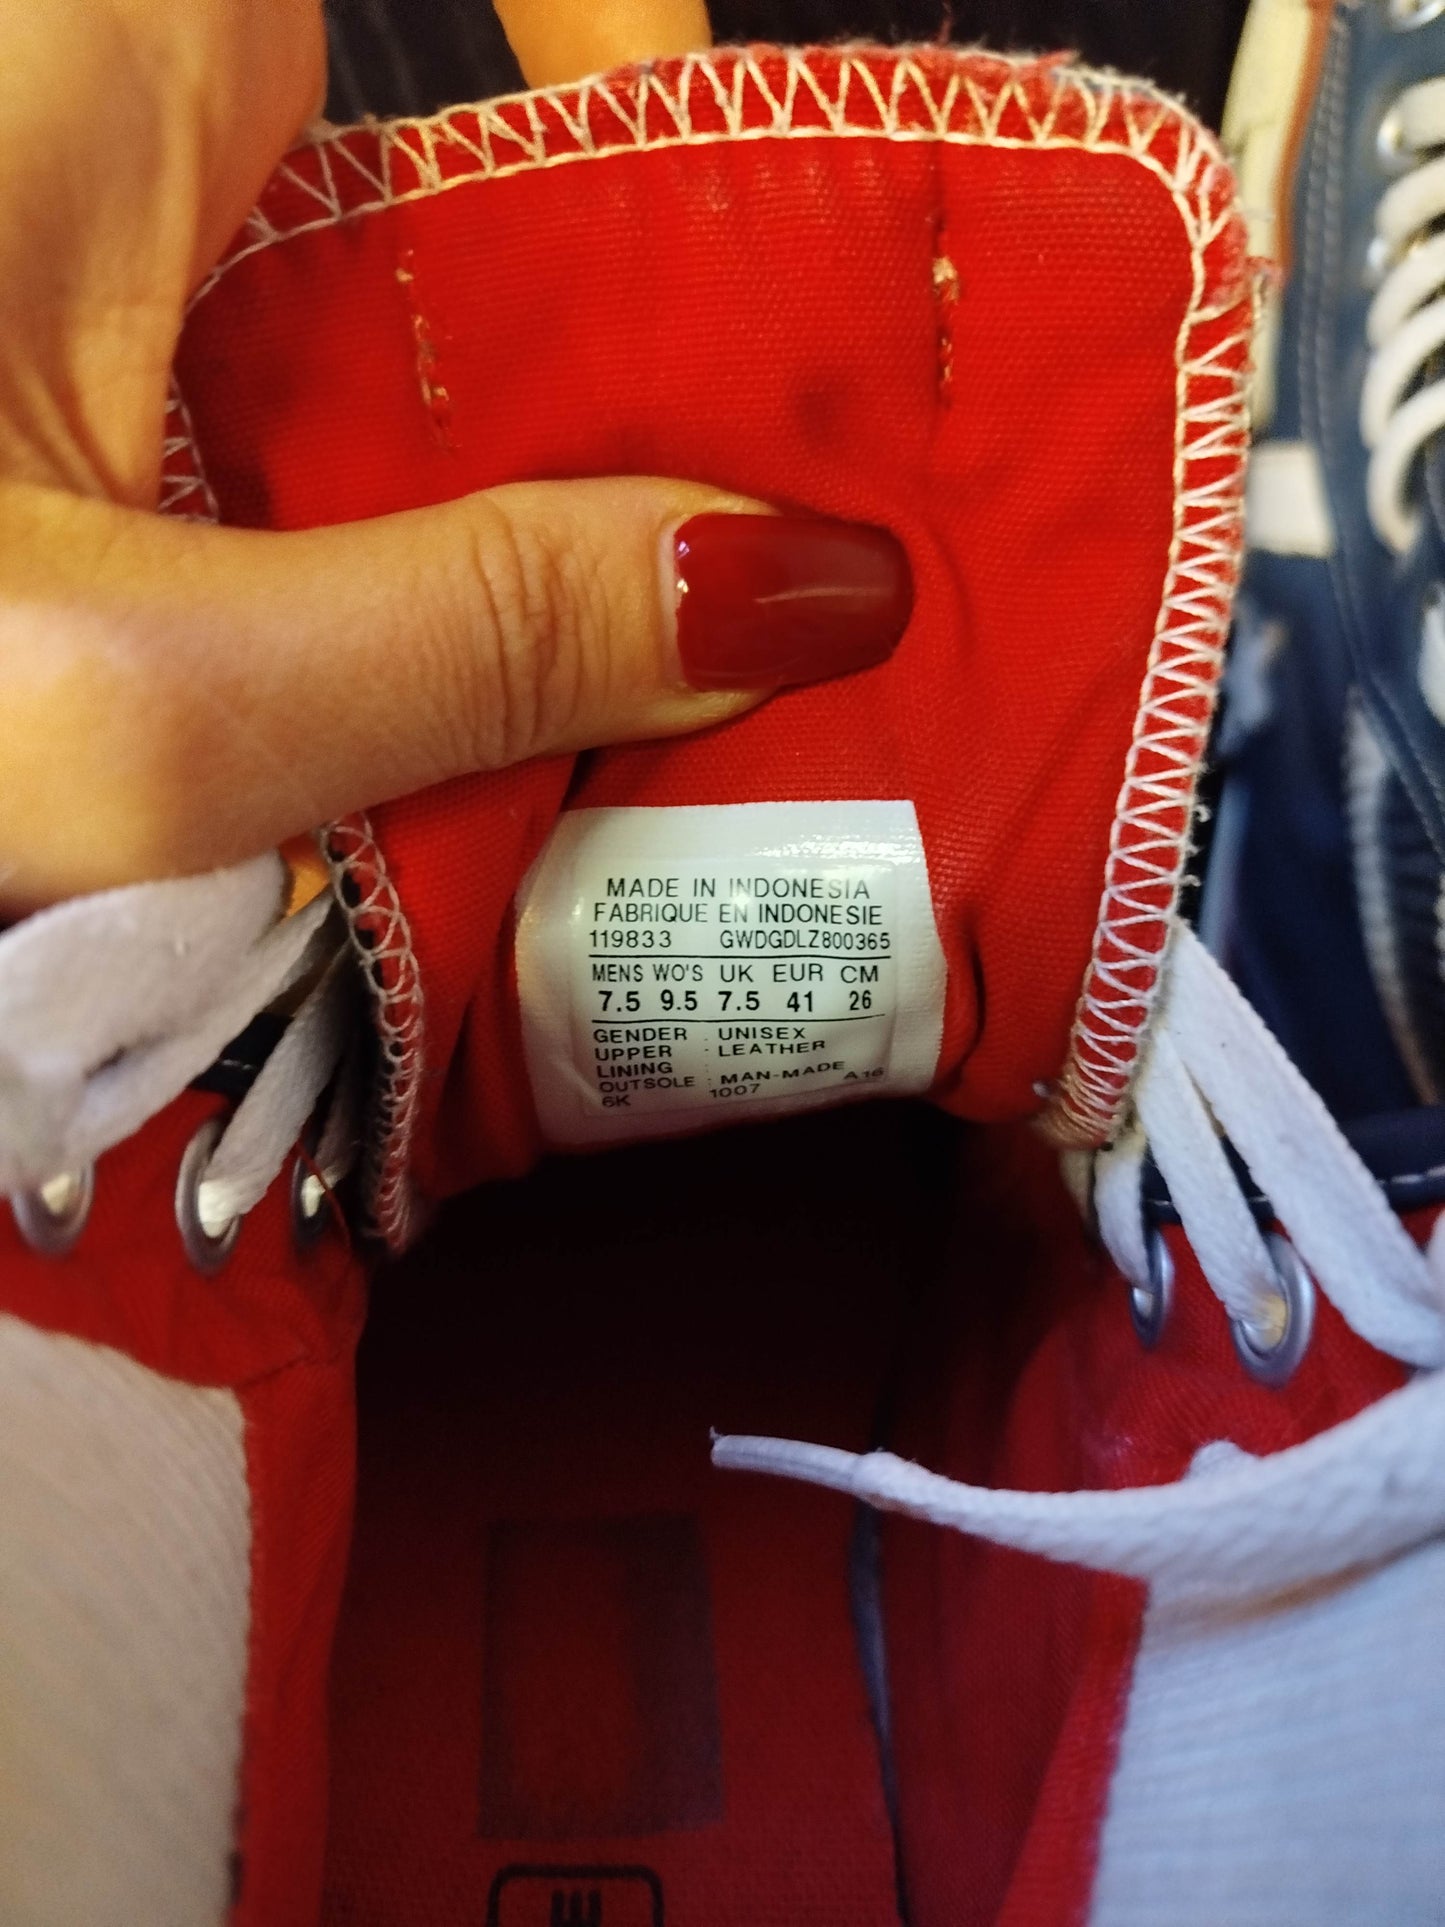 MADE IN INDONESIA
FABRIQUE EN INDONESIE
119833 GWDGDLZ800365
MENS WO'S UK EUR CM
7.5 9.5 7.5 41 26
GENDER : UNISEX
UPPER : LEATHER
LINING
OUTSOLE : MAN-MADE A16
6K 1007